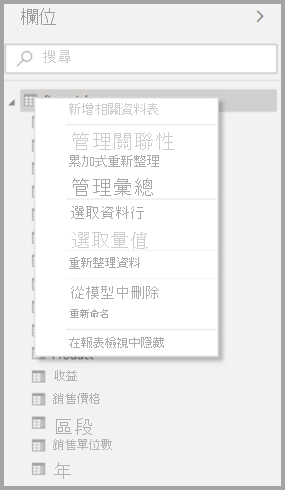 欄位
搜尋
新增相關資料表
管理關聯性
累加式重新整理
管理彙總
選取資料行
選取量值
重新整理資料
從模型中刪除
重新命名
在報表檢視中隱藏
Product
收益
銷售價格
區段
銷售單位數
年